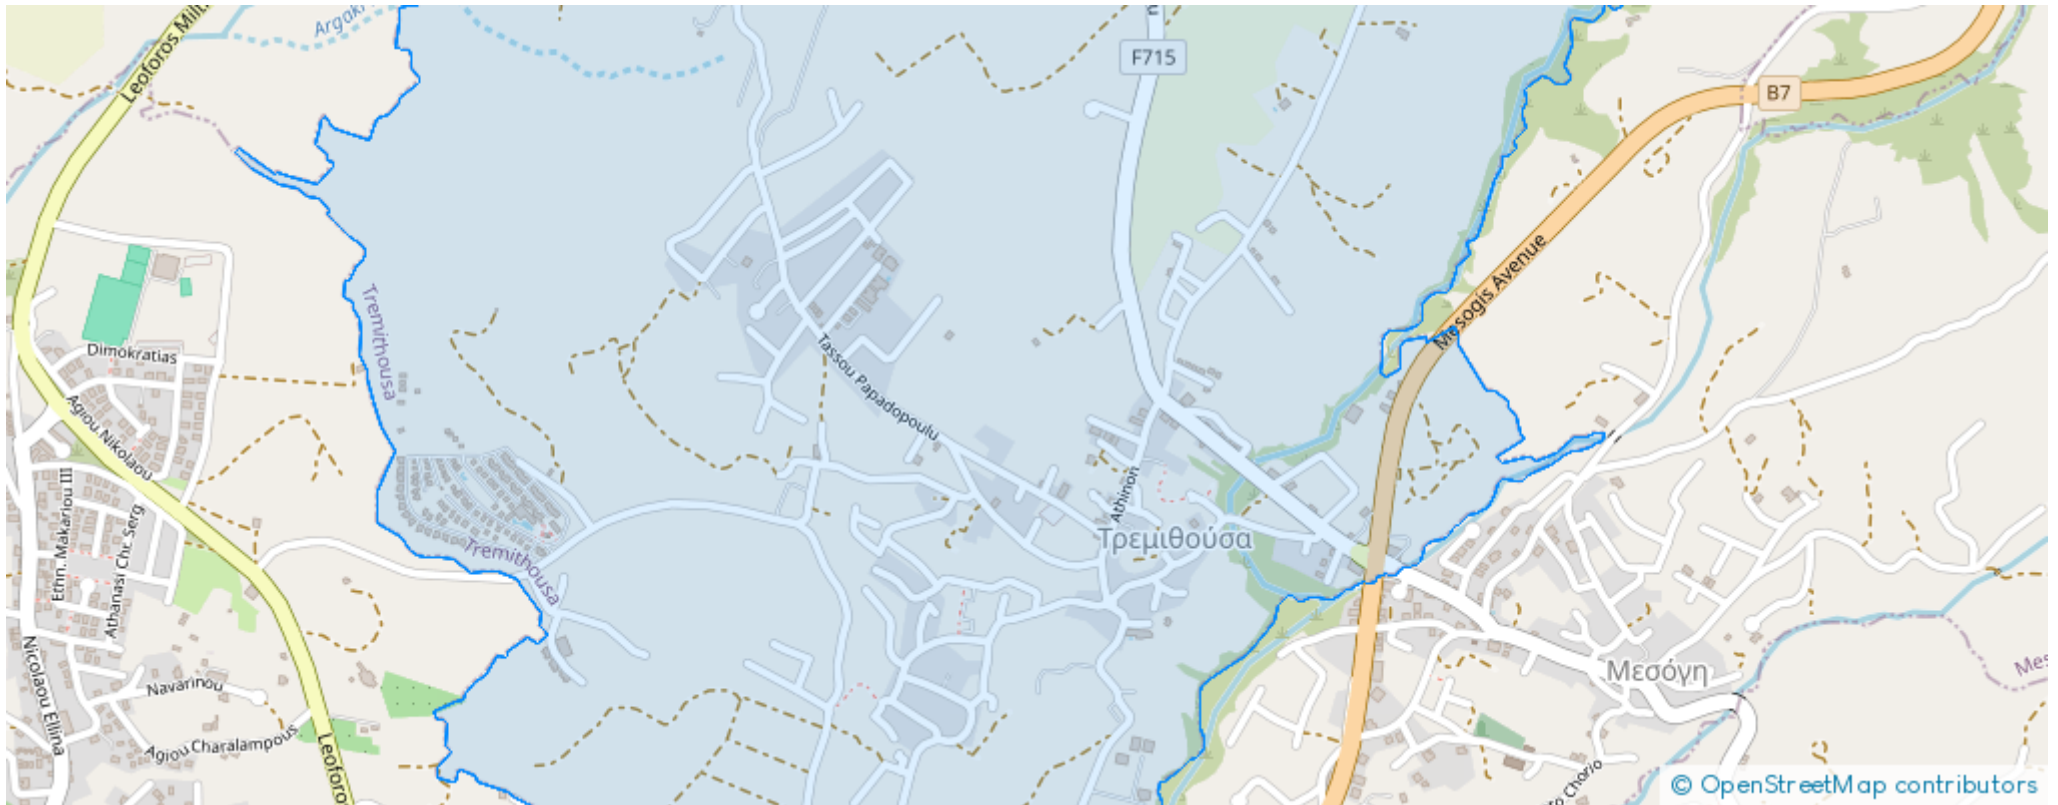 Leoforos Milti
Argaki
F715
B7
Mesogis Avenue
Tremithousa
Dimokratias
Tassou Papadopoulu
Agiou Nikolaou
Ethn. Makariou III
Athanasi Chr. Serg
Athinon
Τρεμιθούσα
Tremithousa
Nicolaou Ellina
Navarinou
Agiou Charalampous
Leoforos
Μεσόγη
Mes
Chorio
© OpenStreetMap contributors